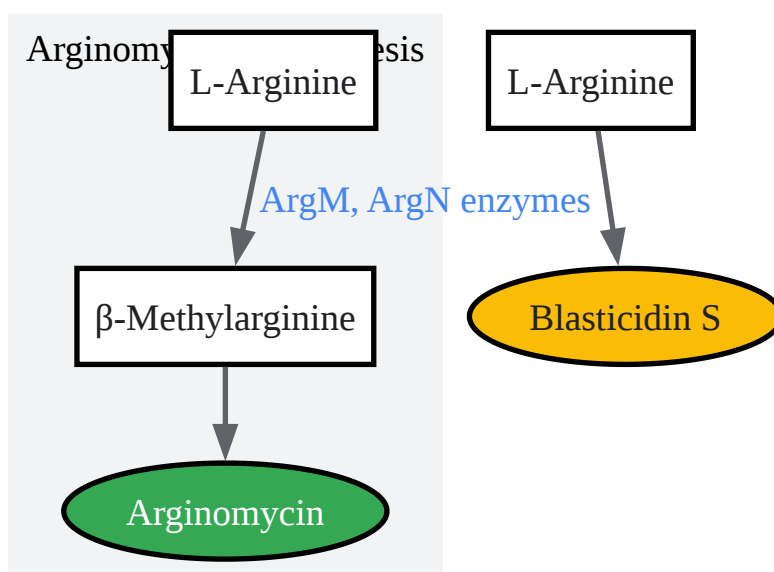 Arginomy esis
L-Arginine
L-Arginine
ArgM, ArgN enzymes
β-Methylarginine
Blasticidin S
Arginomycin